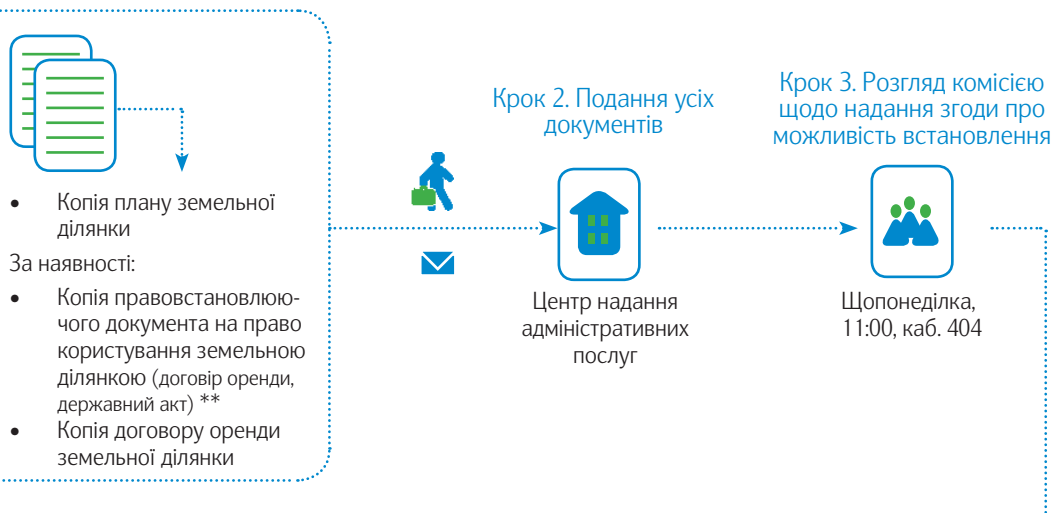 • Копія плану земельної
ділянки
За наявності:
• Копія правовстановлюю-
чого документа на право
користування земельною
ділянкою (договір оренди,
державний акт) **
• Копія договору оренди
земельної ділянки
Крок 2. Подання усіх
документів
Центр надання
адміністративних
послуг
Крок 3. Розгляд комісією
щодо надання згоди про
можливість встановлення
Щопонеділка,
11:00, каб. 404